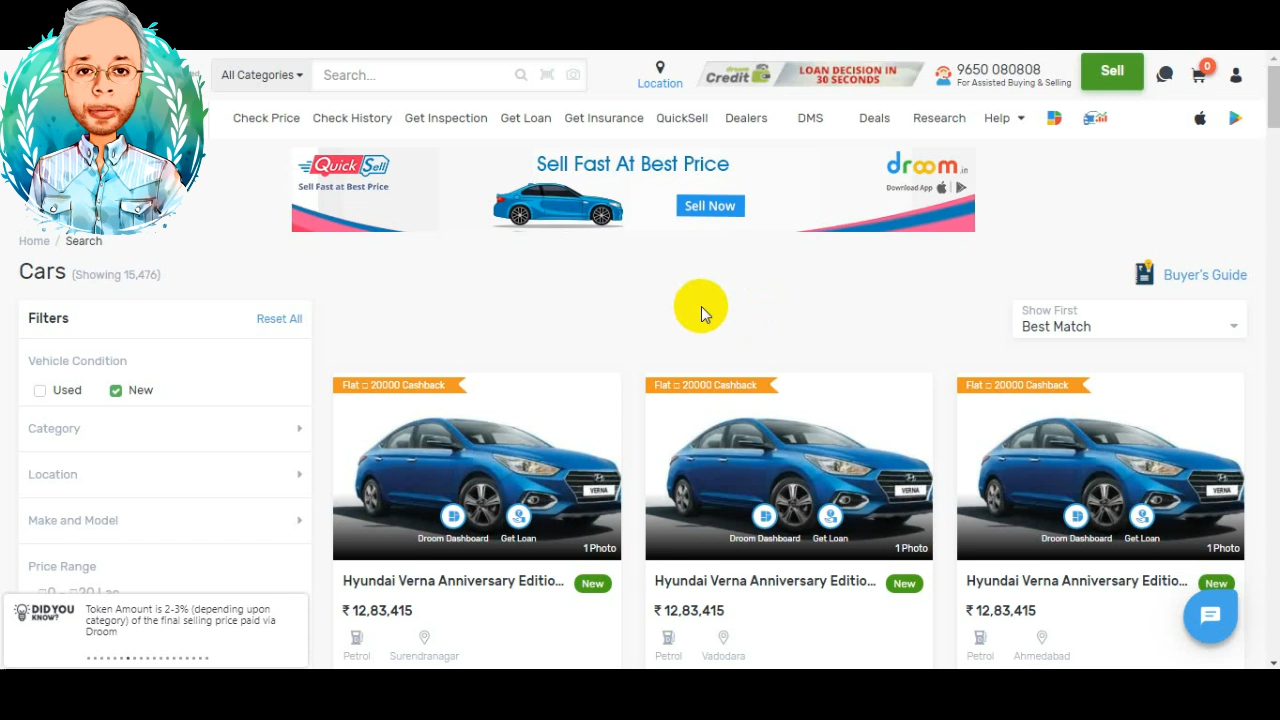 All Categories
Search...
Location
Credit
LOAN DECISION IN
30 SECONDS
9650 080808
For Assisted Buying & Selling
Sell
0
Check Price
Check History
Get Inspection
Get Loan
Get Insurance
QuickSell
Dealers
DMS
Deals
Research
Help
Quick Sell
Sell Fast at Best Price
Sell Fast At Best Price
Sell Now
droom.in
Download App
Home / Search
Cars (Showing 15,476)
Buyer's Guide
Filters
Reset All
Show First
Best Match
Vehicle Condition
Used
New
Category
Location
Make and Model
Price Range
DID YOU KNOW?
Token Amount is 2-3% (depending upon
category) of the final selling price paid via
Droom
Flat □ 20000 Cashback
VERNA
Droom Dashboard
Get Loan
1 Photo
Hyundai Verna Anniversary Editio...
New
₹ 12,83,415
Petrol
Surendranagar
Flat □ 20000 Cashback
VERNA
Droom Dashboard
Get Loan
1 Photo
Hyundai Verna Anniversary Editio...
New
₹ 12,83,415
Petrol
Vadodara
Flat □ 20000 Cashback
VERNA
Droom Dashboard
Get Loan
1 Photo
Hyundai Verna Anniversary Editio...
New
₹ 12,83,415
Petrol
Ahmedabad